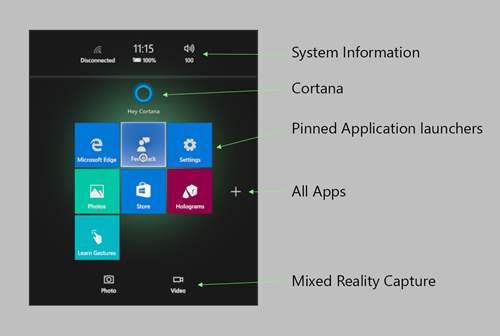 11:15
Disconnected
100%
100
System Information
Hey Cortana
Cortana
Microsoft Edge
Feedback
Settings
Pinned Application launchers
Photos
Store
Holograms
+
All Apps
Learn Gestures
Photo
Video
Mixed Reality Capture